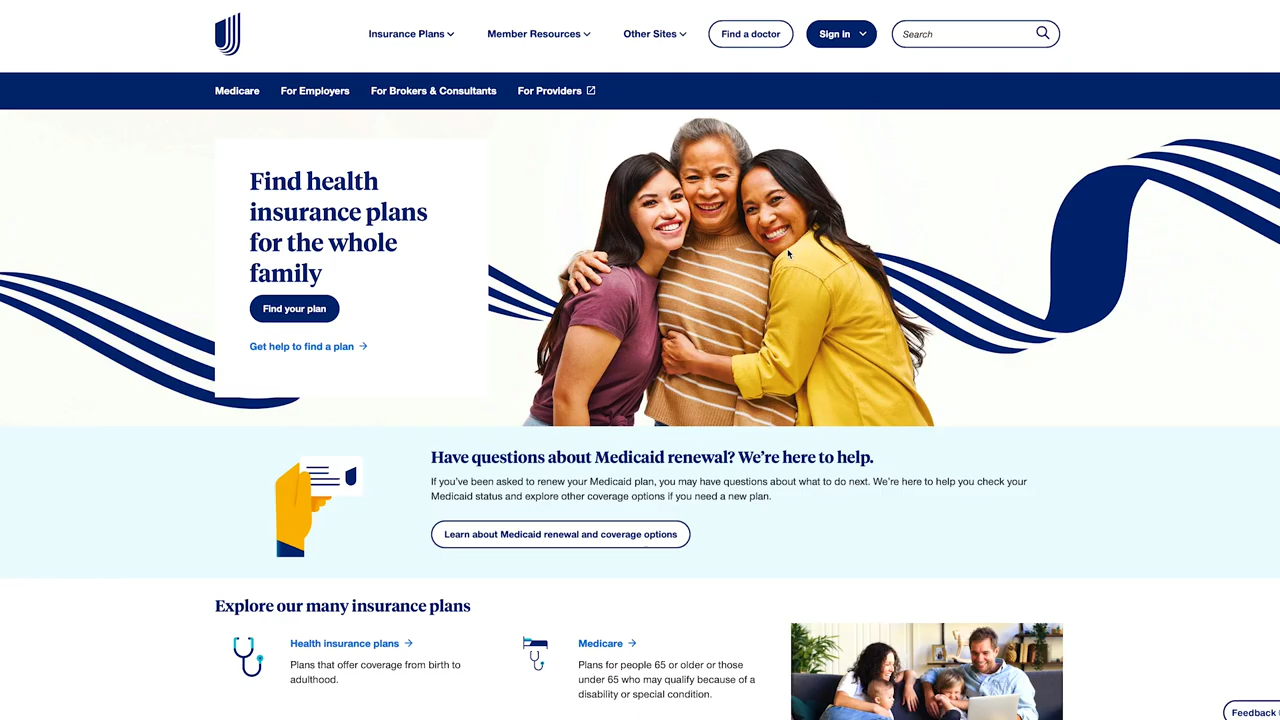 Insurance Plans
Member Resources
Other Sites
Find a doctor
Sign in
Search
Medicare
For Employers
For Brokers & Consultants
For Providers
Find health
insurance plans
for the whole
family
Find your plan
Get help to find a plan
Have questions about Medicaid renewal? We’re here to help.
If you’ve been asked to renew your Medicaid plan, you may have questions about what to do next. We’re here to help you check your
Medicaid status and explore other coverage options if you need a new plan.
Learn about Medicaid renewal and coverage options
Explore our many insurance plans
Health insurance plans
Plans that offer coverage from birth to
adulthood.
Medicare
Plans for people 65 or older or those
under 65 who may qualify because of a
disability or special condition.
Feedback